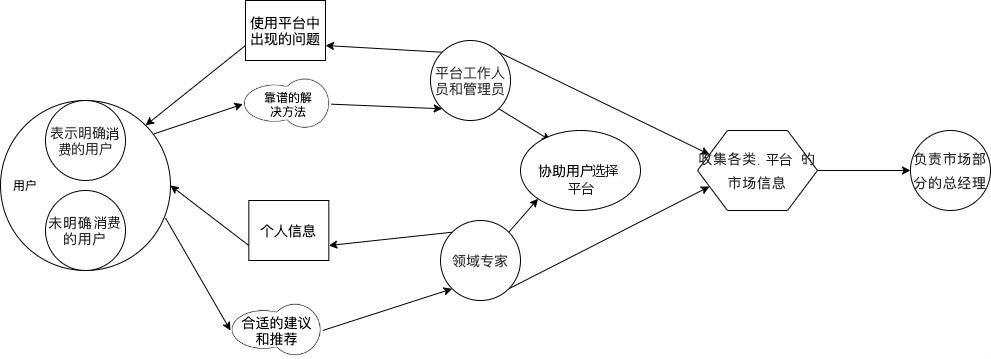 使用平台中
出现的问题
靠谱的解
决方法
平台工作人
员和管理员
表示明确消
费的用户
用户
未明确消费
的用户
协助用户选择
平台
收集各类.平台 的
市场信息
负责市场部
分的总经理
个人信息
领域专家
合适的建议
和推荐